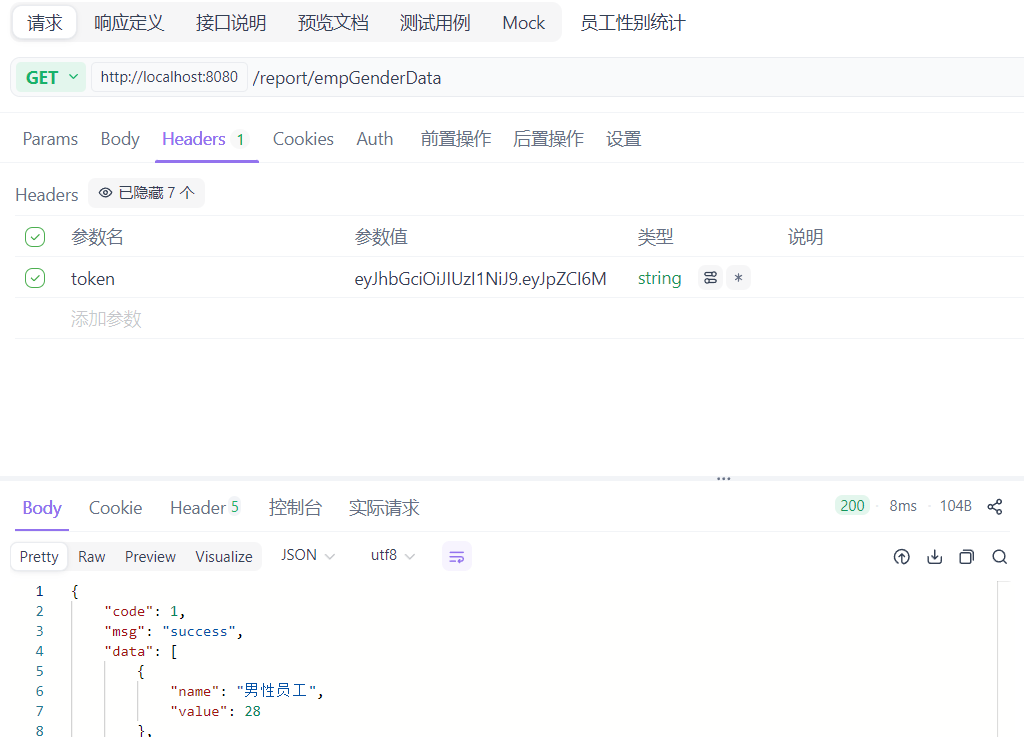 请求 响应定义 接口说明 预览文档 测试用例 Mock 员工性别统计
GET http://localhost:8080 /report/empGenderData
Params Body Headers 1 Cookies Auth 前置操作 后置操作 设置
Headers 已隐藏 7 个
参数名 参数值 类型 说明
token eyJhbGciOiJIUzI1NiJ9.eyJpZCI6M string *
添加参数
Body Cookie Header 5 控制台 实际请求 200 8ms 104B
Pretty Raw Preview Visualize JSON utf8
1 {
2 "code": 1,
3 "msg": "success",
4 "data": [
5 {
6 "name": "男性员工",
7 "value": 28
8 },